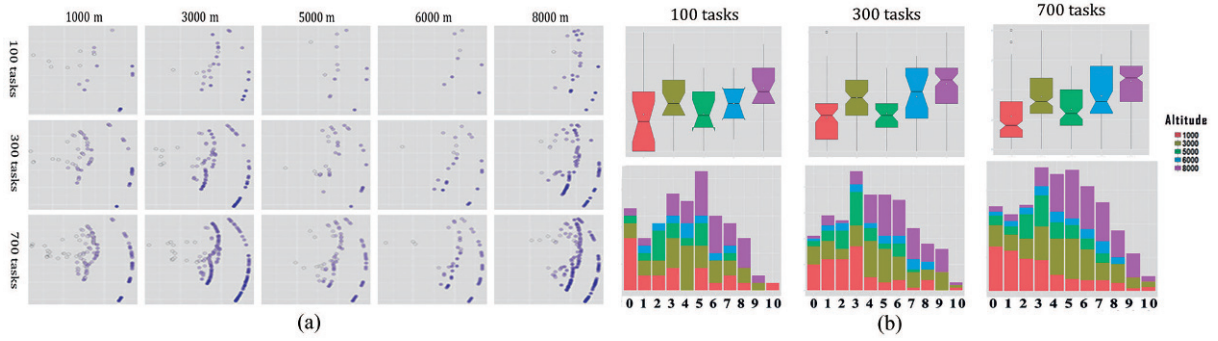 1000 m 3000 m 5000 m 6000 m 8000 m
100 tasks
300 tasks
700 tasks
(a)
100 tasks 300 tasks 700 tasks
Altitude
1000
3000
5000
6000
8000
0 1 2 3 4 5 6 7 8 9 10
0 1 2 3 4 5 6 7 8 9 10
0 1 2 3 4 5 6 7 8 9 10
(b)